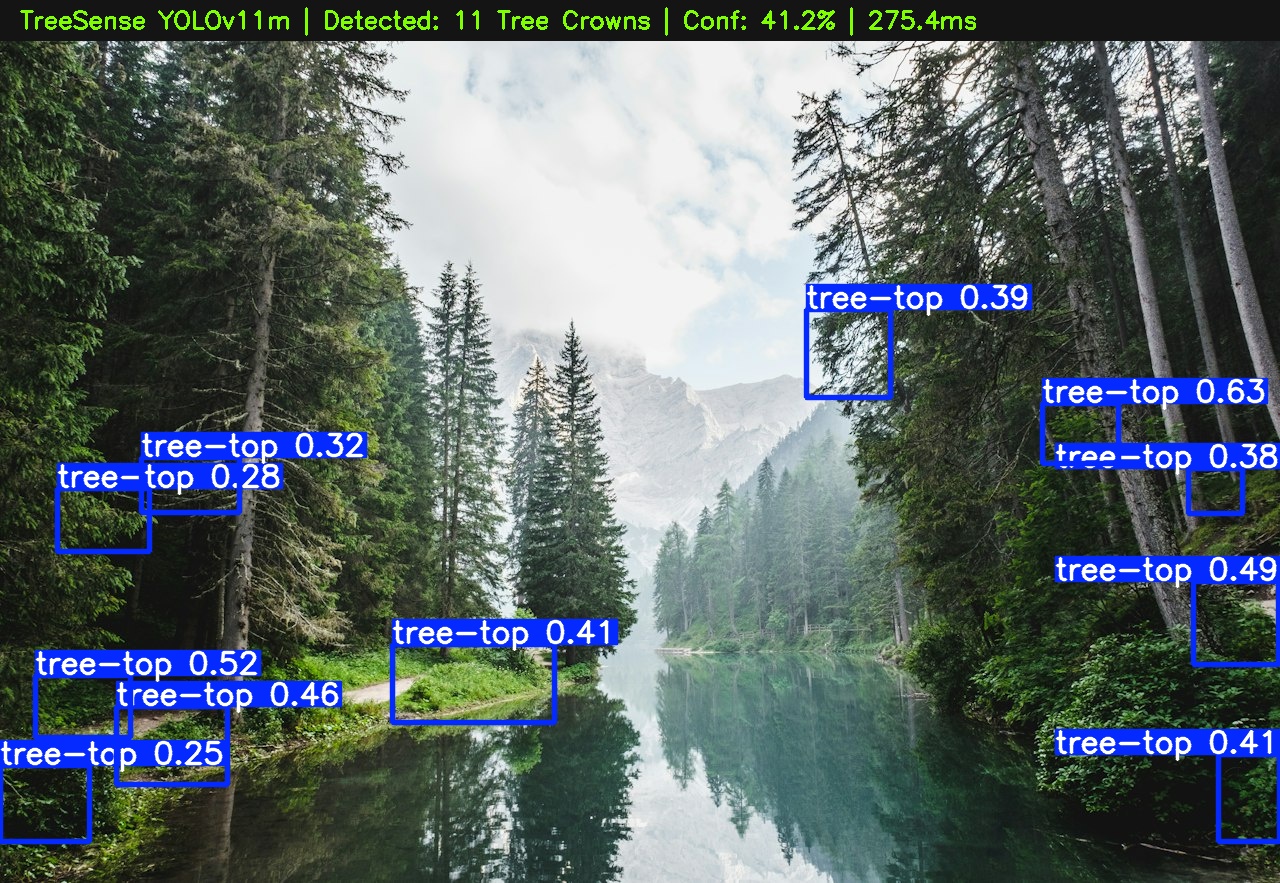 TreeSense YOLOv11m | Detected: 11 Tree Crowns | Conf: 41.2% | 275.4ms
tree-top 0.39
tree-top 0.63
tree-top 0.32
tree-top 0.38
tree-top 0.28
tree-top 0.49
tree-top 0.41
tree-top 0.52
tree-top 0.46
tree-top 0.41
tree-top 0.25